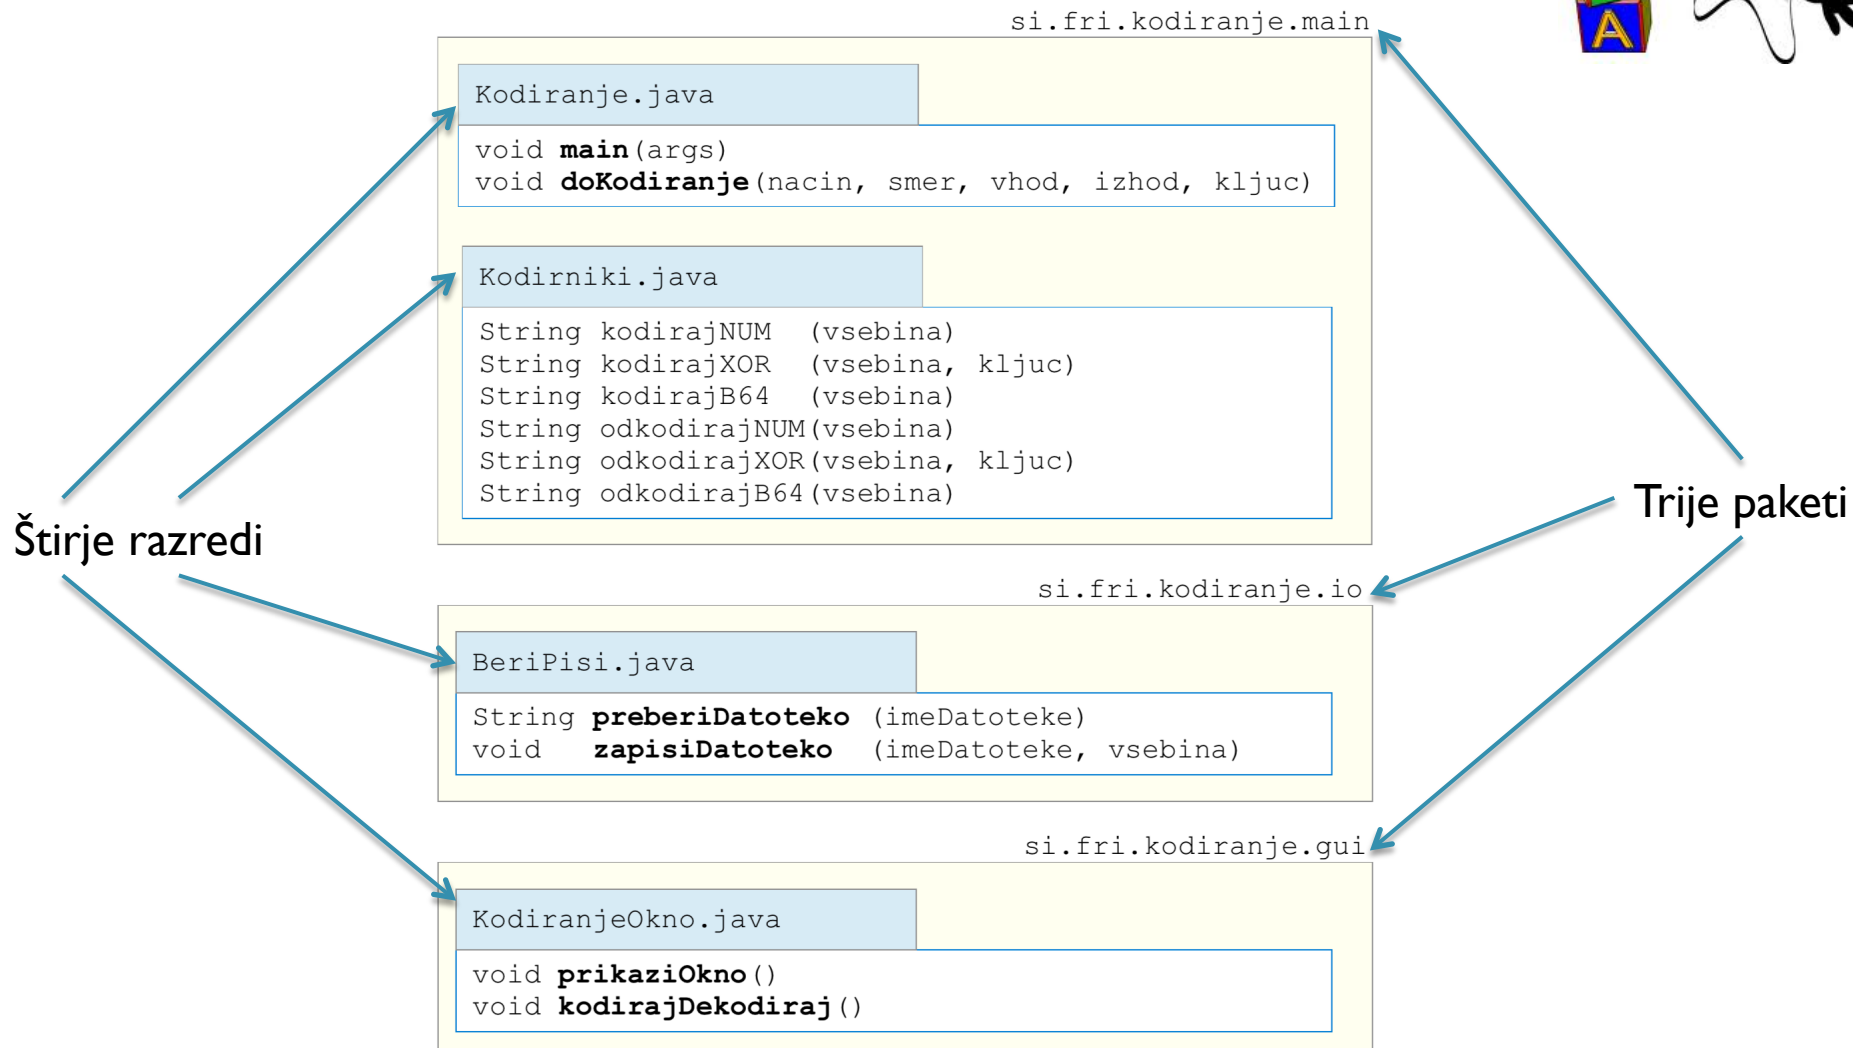 si.fri.kodiranje.main
A
Kodiranje.java
void main(args)
void doKodiranje(nacin, smer, vhod, izhod, kljuc)
Kodirniki.java
String kodirajNUM  (vsebina)
String kodirajXOR  (vsebina, kljuc)
String kodirajB64  (vsebina)
String odkodirajNUM(vsebina)
String odkodirajXOR(vsebina, kljuc)
String odkodirajB64(vsebina)
Štirje razredi
Trije paketi
si.fri.kodiranje.io
BeriPisi.java
String preberiDatoteko (imeDatoteke)
void   zapisiDatoteko  (imeDatoteke, vsebina)
si.fri.kodiranje.gui
KodiranjeOkno.java
void prikaziOkno()
void kodirajDekodiraj()